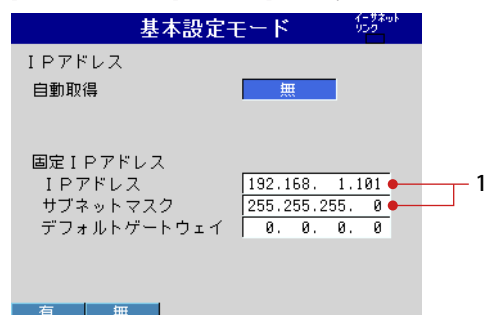 基本設定モード
イーサネット
リンク
ＩＰアドレス
自動取得 無
固定ＩＰアドレス
ＩＰアドレス 192.168.  1.101
サブネットマスク 255.255.255.  0
デフォルトゲートウェイ 0.  0.  0.  0
1
有 無